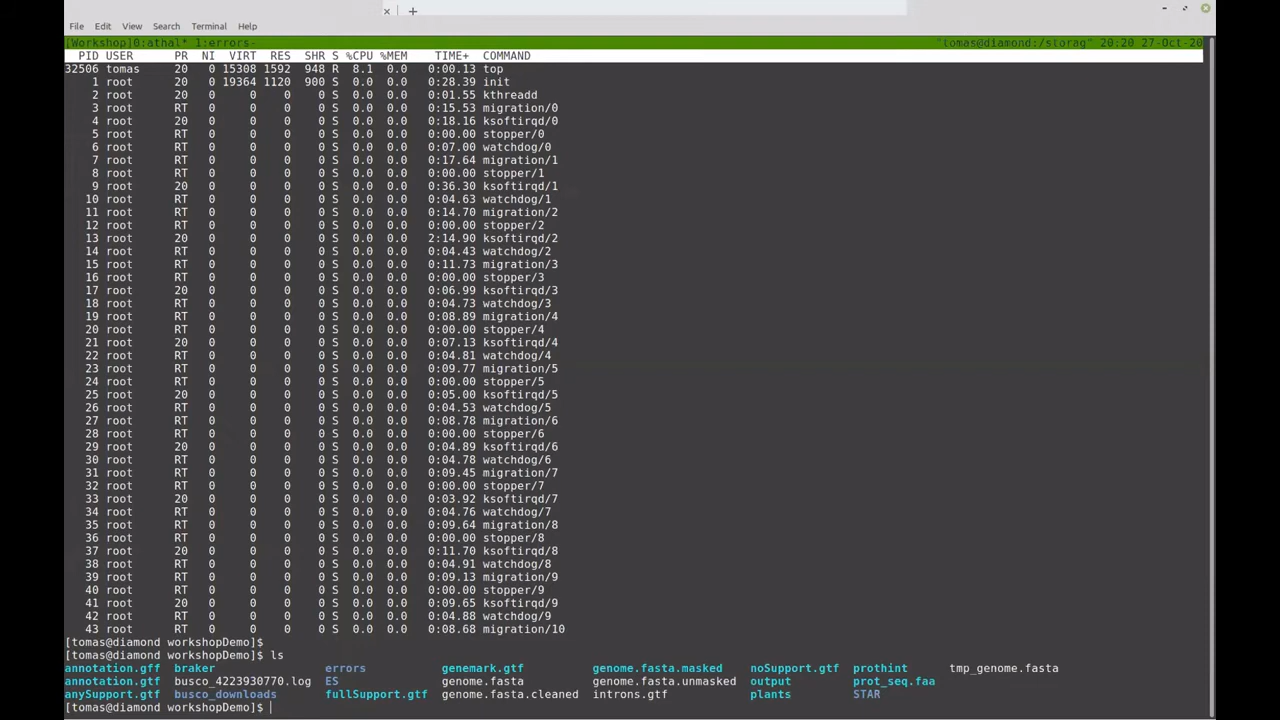 File Edit View Search Terminal Help
[Workshop]0:athal* 1:errors- "tomas@diamond:/storag" 20:20 27-Oct-20
PID USER PR NI VIRT RES SHR S %CPU %MEM TIME+ COMMAND
32506 tomas 20 0 15308 1592 948 R 8.1 0.0 0:00.13 top
1 root 20 0 19364 1120 900 S 0.0 0.0 0:28.39 init
2 root 20 0 0 0 0 S 0.0 0.0 0:01.55 kthreadd
3 root RT 0 0 0 0 S 0.0 0.0 0:15.53 migration/0
4 root 20 0 0 0 0 S 0.0 0.0 0:18.16 ksoftirqd/0
5 root RT 0 0 0 0 S 0.0 0.0 0:00.00 stopper/0
6 root RT 0 0 0 0 S 0.0 0.0 0:07.00 watchdog/0
7 root RT 0 0 0 0 S 0.0 0.0 0:17.64 migration/1
8 root RT 0 0 0 0 S 0.0 0.0 0:00.00 stopper/1
9 root 20 0 0 0 0 S 0.0 0.0 0:36.30 ksoftirqd/1
10 root RT 0 0 0 0 S 0.0 0.0 0:04.63 watchdog/1
11 root RT 0 0 0 0 S 0.0 0.0 0:14.70 migration/2
12 root RT 0 0 0 0 S 0.0 0.0 0:00.00 stopper/2
13 root 20 0 0 0 0 S 0.0 0.0 2:14.90 ksoftirqd/2
14 root RT 0 0 0 0 S 0.0 0.0 0:04.43 watchdog/2
15 root RT 0 0 0 0 S 0.0 0.0 0:11.73 migration/3
16 root RT 0 0 0 0 S 0.0 0.0 0:00.00 stopper/3
17 root 20 0 0 0 0 S 0.0 0.0 0:06.99 ksoftirqd/3
18 root RT 0 0 0 0 S 0.0 0.0 0:04.73 watchdog/3
19 root RT 0 0 0 0 S 0.0 0.0 0:08.89 migration/4
20 root RT 0 0 0 0 S 0.0 0.0 0:00.00 stopper/4
21 root 20 0 0 0 0 S 0.0 0.0 0:07.13 ksoftirqd/4
22 root RT 0 0 0 0 S 0.0 0.0 0:04.81 watchdog/4
23 root RT 0 0 0 0 S 0.0 0.0 0:09.77 migration/5
24 root RT 0 0 0 0 S 0.0 0.0 0:00.00 stopper/5
25 root 20 0 0 0 0 S 0.0 0.0 0:05.00 ksoftirqd/5
26 root RT 0 0 0 0 S 0.0 0.0 0:04.53 watchdog/5
27 root RT 0 0 0 0 S 0.0 0.0 0:08.78 migration/6
28 root RT 0 0 0 0 S 0.0 0.0 0:00.00 stopper/6
29 root 20 0 0 0 0 S 0.0 0.0 0:04.89 ksoftirqd/6
30 root RT 0 0 0 0 S 0.0 0.0 0:04.78 watchdog/6
31 root RT 0 0 0 0 S 0.0 0.0 0:09.45 migration/7
32 root RT 0 0 0 0 S 0.0 0.0 0:00.00 stopper/7
33 root 20 0 0 0 0 S 0.0 0.0 0:03.92 ksoftirqd/7
34 root RT 0 0 0 0 S 0.0 0.0 0:04.76 watchdog/7
35 root RT 0 0 0 0 S 0.0 0.0 0:09.64 migration/8
36 root RT 0 0 0 0 S 0.0 0.0 0:00.00 stopper/8
37 root 20 0 0 0 0 S 0.0 0.0 0:11.70 ksoftirqd/8
38 root RT 0 0 0 0 S 0.0 0.0 0:04.91 watchdog/8
39 root RT 0 0 0 0 S 0.0 0.0 0:09.13 migration/9
40 root RT 0 0 0 0 S 0.0 0.0 0:00.00 stopper/9
41 root 20 0 0 0 0 S 0.0 0.0 0:09.65 ksoftirqd/9
42 root RT 0 0 0 0 S 0.0 0.0 0:04.88 watchdog/9
43 root RT 0 0 0 0 S 0.0 0.0 0:08.68 migration/10
[tomas@diamond workshopDemo]$
[tomas@diamond workshopDemo]$ ls
annotation.gff braker errors genemark.gtf genome.fasta.masked noSupport.gtf prothint tmp_genome.fasta
annotation.gtf busco_4223930770.log ES genome.fasta genome.fasta.unmasked output prot_seq.faa
anySupport.gtf busco_downloads fullSupport.gtf genome.fasta.cleaned introns.gtf plants STAR
[tomas@diamond workshopDemo]$